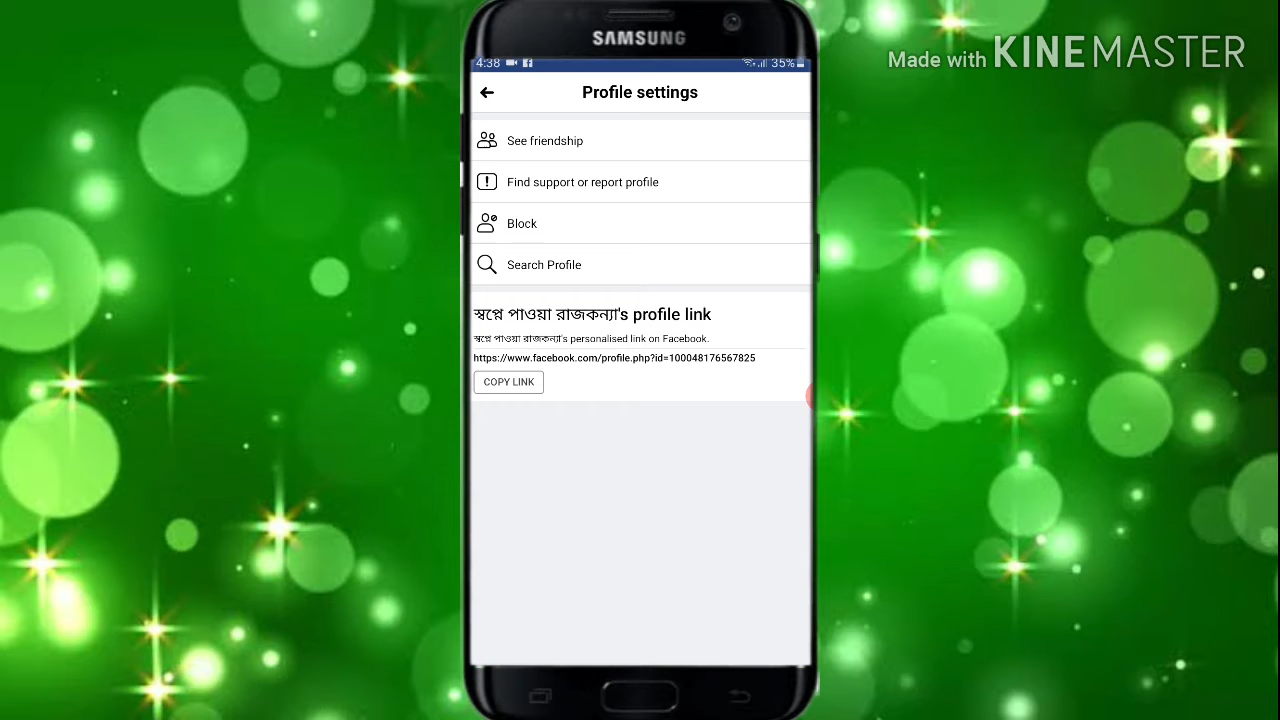 Made with KINEMASTER
SAMSUNG
4:38 35%
Profile settings
See friendship
Find support or report profile
Block
Search Profile
স্বপ্নে পাওয়া রাজকন্যা's profile link
স্বপ্নে পাওয়া রাজকন্যা's personalised link on Facebook.
https://www.facebook.com/profile.php?id=100048176567825
COPY LINK